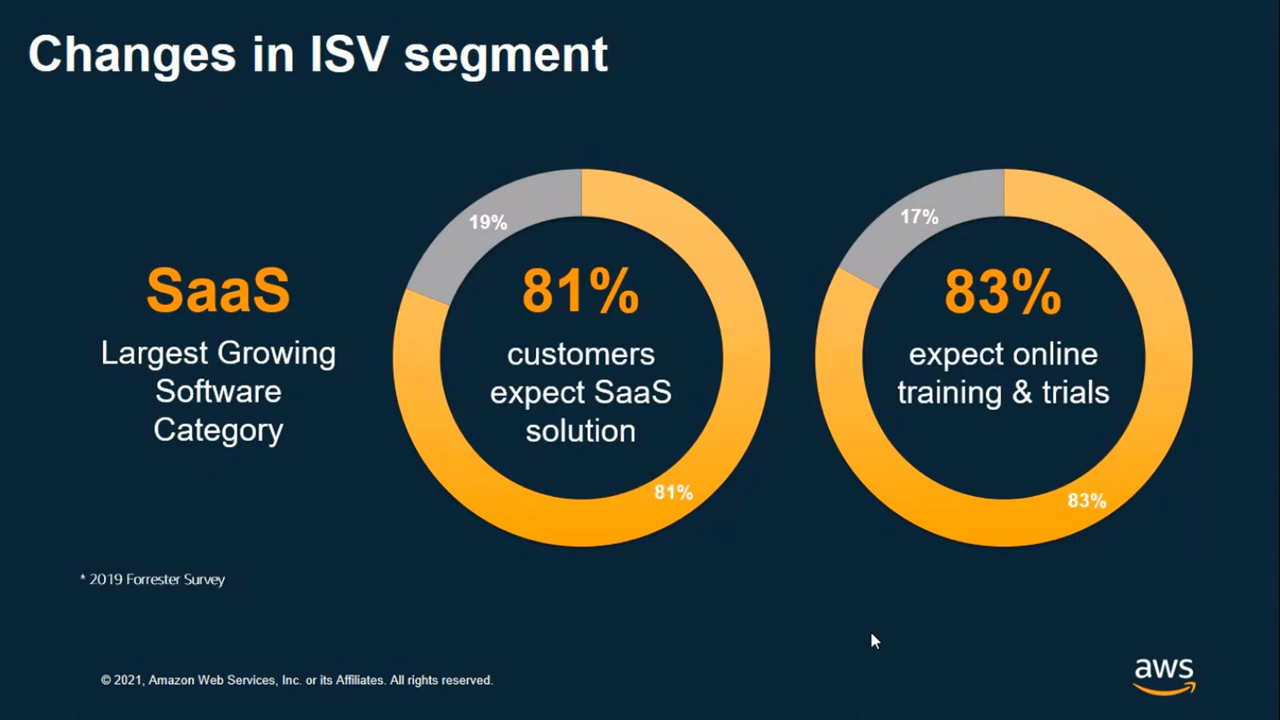 Changes in ISV segment
SaaS
Largest Growing
Software
Category
19%
81%
customers
expect SaaS
solution
81%
17%
83%
expect online
training & trials
83%
* 2019 Forrester Survey
© 2021, Amazon Web Services, Inc. or its Affiliates. All rights reserved.
aws